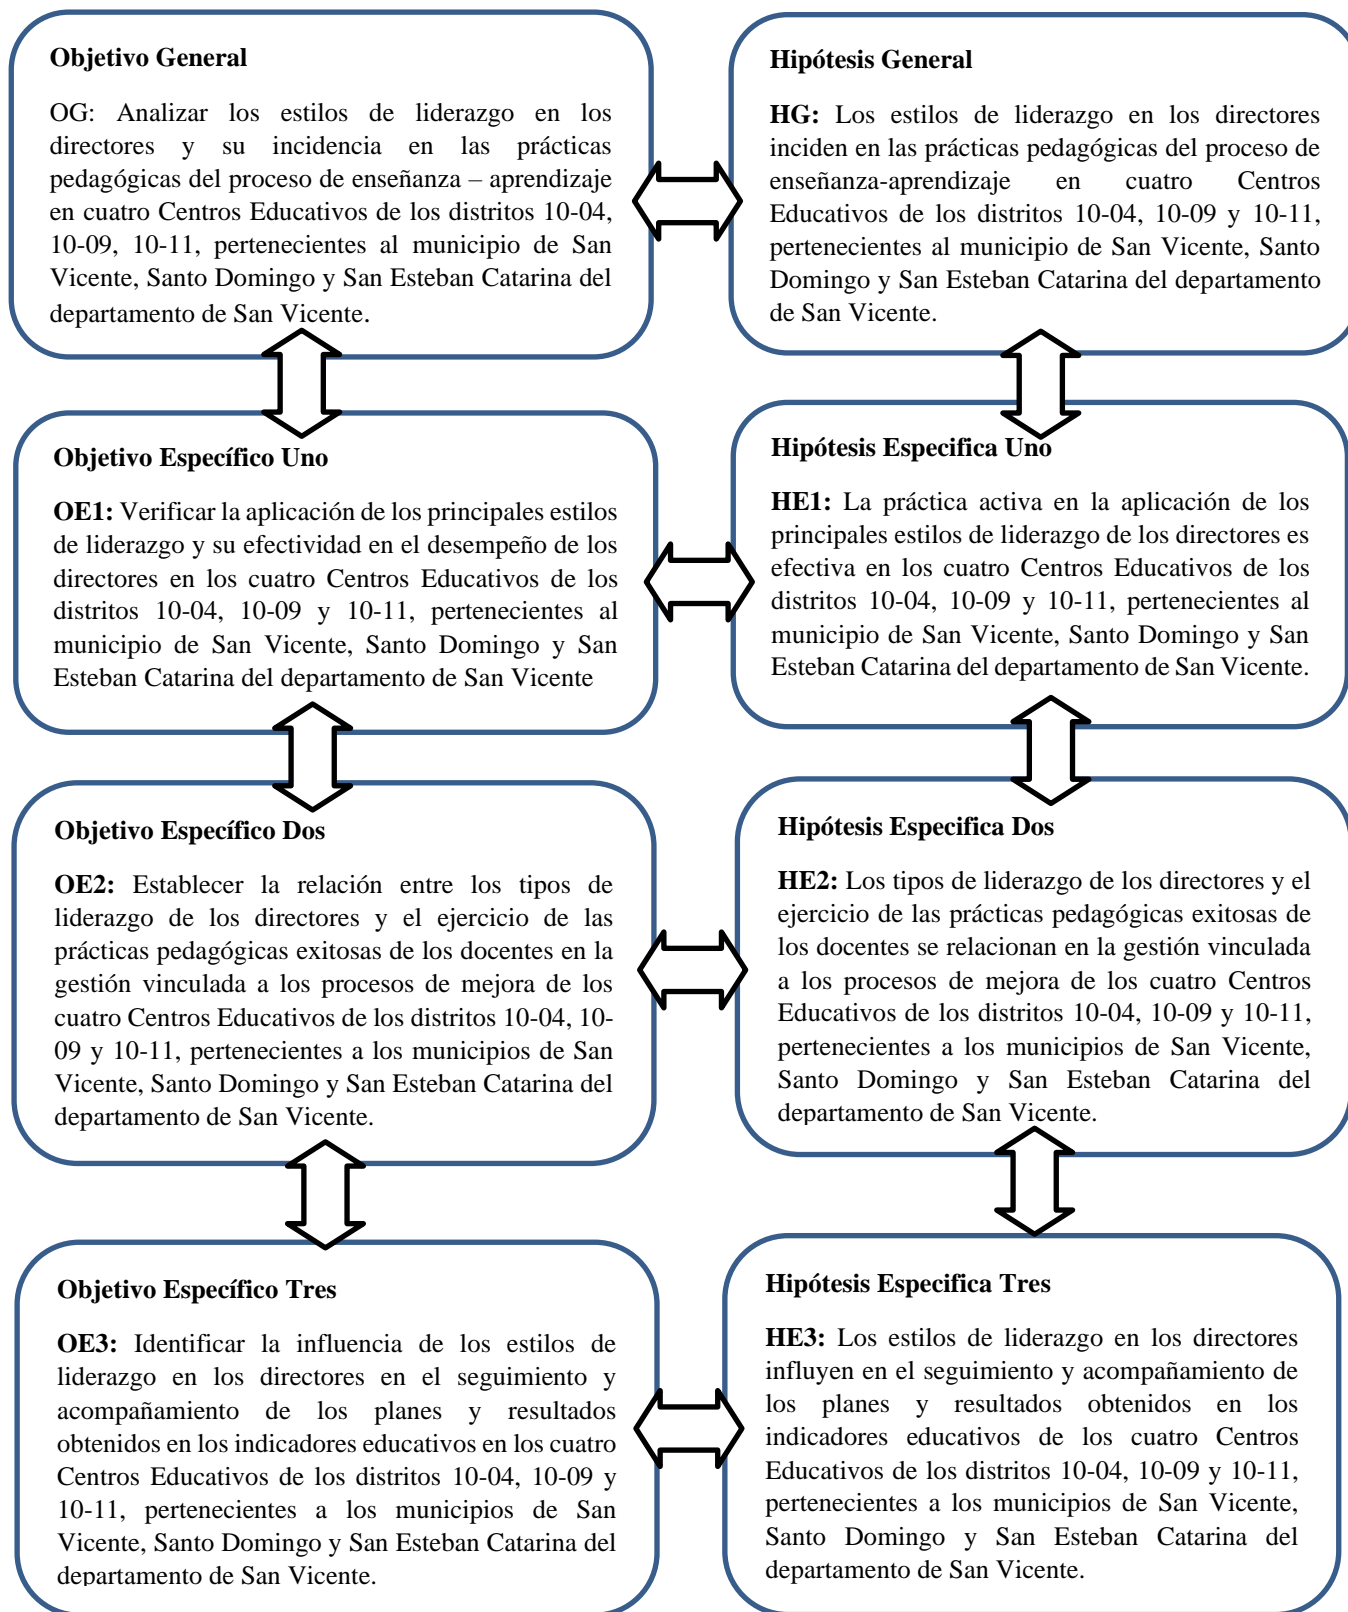 Objetivo General
OG: Analizar los estilos de liderazgo en los
directores y su incidencia en las prácticas
pedagógicas del proceso de enseñanza – aprendizaje
en cuatro Centros Educativos de los distritos 10-04,
10-09, 10-11, pertenecientes al municipio de San
Vicente, Santo Domingo y San Esteban Catarina del
departamento de San Vicente.
Hipótesis General
HG: Los estilos de liderazgo en los directores
inciden en las prácticas pedagógicas del proceso de
enseñanza-aprendizaje en cuatro Centros
Educativos de los distritos 10-04, 10-09 y 10-11,
pertenecientes al municipio de San Vicente, Santo
Domingo y San Esteban Catarina del departamento
de San Vicente.
Objetivo Específico Uno
OE1: Verificar la aplicación de los principales estilos
de liderazgo y su efectividad en el desempeño de los
directores en los cuatro Centros Educativos de los
distritos 10-04, 10-09 y 10-11, pertenecientes al
municipio de San Vicente, Santo Domingo y San
Esteban Catarina del departamento de San Vicente
Hipótesis Especifica Uno
HE1: La práctica activa en la aplicación de los
principales estilos de liderazgo de los directores es
efectiva en los cuatro Centros Educativos de los
distritos 10-04, 10-09 y 10-11, pertenecientes al
municipio de San Vicente, Santo Domingo y San
Esteban Catarina del departamento de San Vicente.
Objetivo Específico Dos
OE2: Establecer la relación entre los tipos de
liderazgo de los directores y el ejercicio de las
prácticas pedagógicas exitosas de los docentes en la
gestión vinculada a los procesos de mejora de los
cuatro Centros Educativos de los distritos 10-04, 10-
09 y 10-11, pertenecientes a los municipios de San
Vicente, Santo Domingo y San Esteban Catarina del
departamento de San Vicente.
Hipótesis Especifica Dos
HE2: Los tipos de liderazgo de los directores y el
ejercicio de las prácticas pedagógicas exitosas de
los docentes se relacionan en la gestión vinculada
a los procesos de mejora de los cuatro Centros
Educativos de los distritos 10-04, 10-09 y 10-11,
pertenecientes a los municipios de San Vicente,
Santo Domingo y San Esteban Catarina del
departamento de San Vicente.
Objetivo Específico Tres
OE3: Identificar la influencia de los estilos de
liderazgo en los directores en el seguimiento y
acompañamiento de los planes y resultados
obtenidos en los indicadores educativos en los cuatro
Centros Educativos de los distritos 10-04, 10-09 y
10-11, pertenecientes a los municipios de San
Vicente, Santo Domingo y San Esteban Catarina del
departamento de San Vicente.
Hipótesis Especifica Tres
HE3: Los estilos de liderazgo en los directores
influyen en el seguimiento y acompañamiento de
los planes y resultados obtenidos en los
indicadores educativos de los cuatro Centros
Educativos de los distritos 10-04, 10-09 y 10-11,
pertenecientes a los municipios de San Vicente,
Santo Domingo y San Esteban Catarina del
departamento de San Vicente.